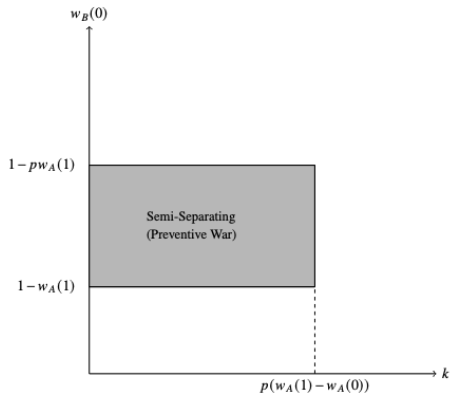 w_B(0)
1 − pw_A(1)
Semi-Separating
(Preventive War)
1 − w_A(1)
k
p(w_A(1) − w_A(0))